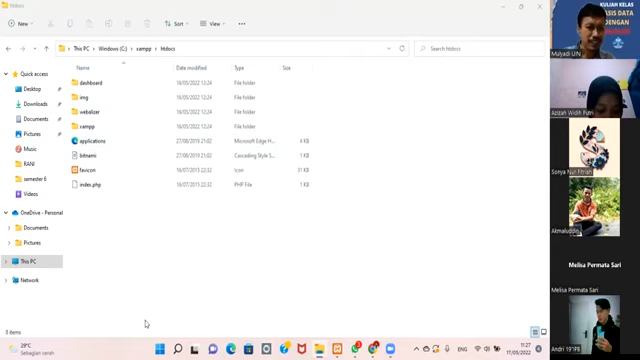 htdocs
New
Sort
View
This PC > Windows (C:) > xampp > htdocs
Search htdocs
Name Date modified Type Size
Quick access
Desktop
Downloads
Documents
Pictures
Music
RANI
semester 6
Videos
OneDrive - Personal
Documents
Pictures
This PC
Network
dashboard 16/05/2022 12:24 File folder
img 16/05/2022 12:24 File folder
webalizer 16/05/2022 12:24 File folder
xampp 16/05/2022 12:24 File folder
applications 27/08/2019 21:02 Microsoft Edge H... 4 KB
bitnami 27/08/2019 21:02 Cascading Style S... 1 KB
favicon 16/07/2015 22:32 Icon 31 KB
index.php 16/07/2015 22:32 PHP File 1 KB
8 items
29°C
Sebagian cerah
11:27
17/05/2022
KULIAH KELAS
BASIS DATA
DENGAN
Mulyadi UIN
Azizah Widih Putri
Sonya Nur Fitriah
Akmaluddin
Melisa Permata Sari
Melisa Permata Sari